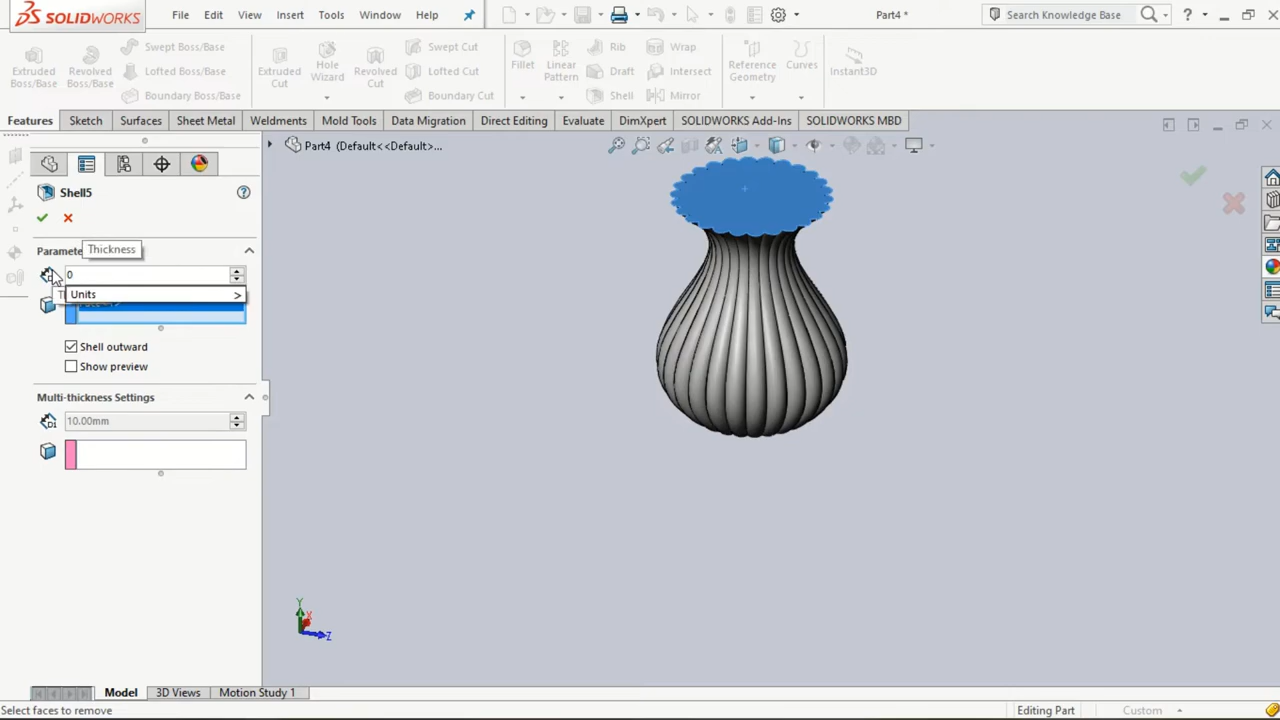 SOLIDWORKS File Edit View Insert Tools Window Help Part4 * Search Knowledge Base ?
Extruded Boss/Base
Revolved Boss/Base
Swept Boss/Base
Lofted Boss/Base
Boundary Boss/Base
Extruded Cut
Hole Wizard
Revolved Cut
Swept Cut
Lofted Cut
Boundary Cut
Fillet
Linear Pattern
Rib
Draft
Shell
Wrap
Intersect
Mirror
Reference Geometry
Curves
Instant3D
Features Sketch Surfaces Sheet Metal Weldments Mold Tools Data Migration Direct Editing Evaluate DimXpert SOLIDWORKS Add-Ins SOLIDWORKS MBD
Part4 (Default<<Default>...
Shell5 ?
Thickness
Parame
0
Units >
Shell outward
Show preview
Multi-thickness Settings
10.00mm
Y
X
Z
Model 3D Views Motion Study 1
Select faces to remove Editing Part Custom